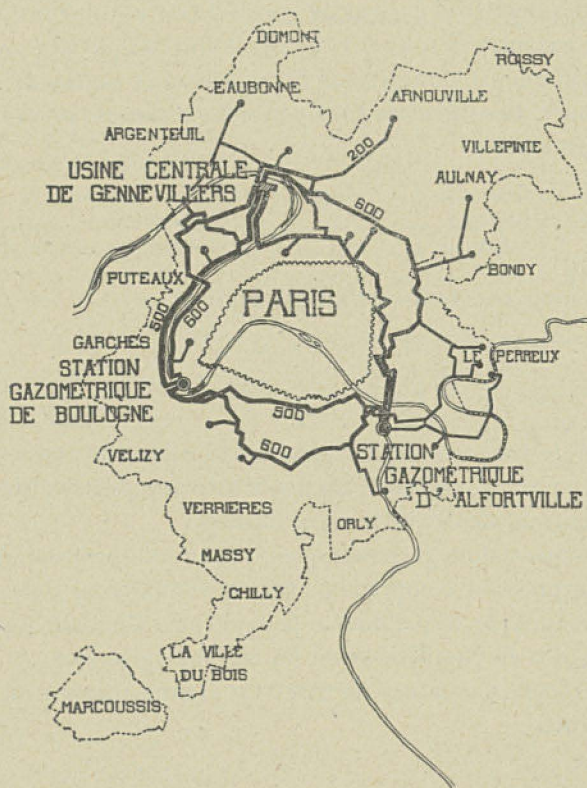 DOMONT
ROISSY
EAUBONNE
ARNOUVILLE
ARGENTEUIL
200
VILLEPINTE
USINE CENTRALE
DE GENNEVILLERS
AULNAY
600
PUTEAUX
BONDY
500
600
PARIS
GARCHES
LE PERREUX
STATION
GAZOMETRIQUE
DE BOULOGNE
500
600
STATION
GAZOMETRIQUE
D'ALFORTVILLE
VELIZY
VERRIERES
ORLY
MASSY
CHILLY
LA VILLE
DU BOIS
MARCOUSSIS